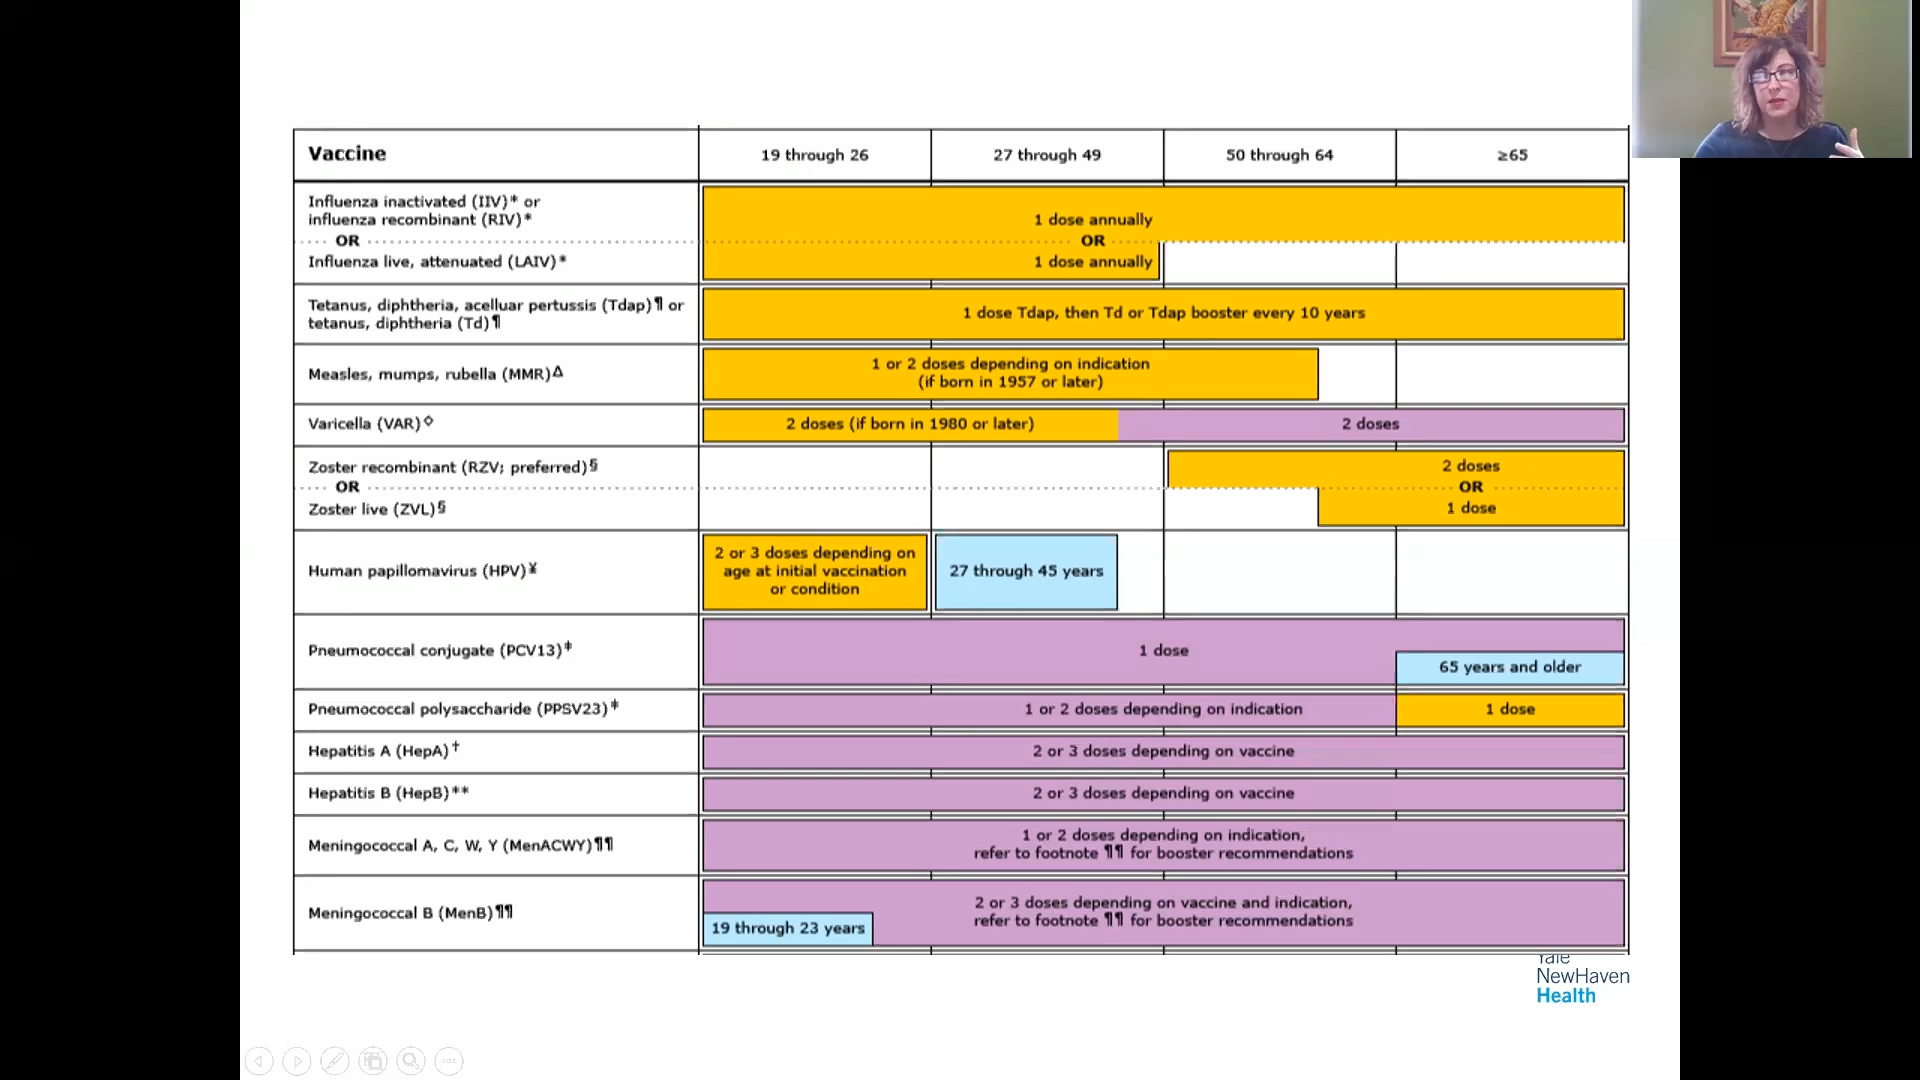 Vaccine
19 through 26
27 through 49
50 through 64
≥65
Influenza inactivated (IIV)* or
influenza recombinant (RIV)*
OR
Influenza live, attenuated (LAIV)*
1 dose annually
OR
1 dose annually
Tetanus, diphtheria, acelluar pertussis (Tdap)¶ or
tetanus, diphtheria (Td)¶
1 dose Tdap, then Td or Tdap booster every 10 years
Measles, mumps, rubella (MMR)Δ
1 or 2 doses depending on indication
(if born in 1957 or later)
Varicella (VAR)◇
2 doses (if born in 1980 or later)
2 doses
Zoster recombinant (RZV; preferred)§
OR
Zoster live (ZVL)§
2 doses
OR
1 dose
Human papillomavirus (HPV)¥
2 or 3 doses depending on
age at initial vaccination
or condition
27 through 45 years
Pneumococcal conjugate (PCV13)‡
1 dose
65 years and older
Pneumococcal polysaccharide (PPSV23)‡
1 or 2 doses depending on indication
1 dose
Hepatitis A (HepA)†
2 or 3 doses depending on vaccine
Hepatitis B (HepB)**
2 or 3 doses depending on vaccine
Meningococcal A, C, W, Y (MenACWY)¶¶
1 or 2 doses depending on indication,
refer to footnote ¶¶ for booster recommendations
Meningococcal B (MenB)¶¶
2 or 3 doses depending on vaccine and indication,
refer to footnote ¶¶ for booster recommendations
19 through 23 years
Yale
NewHaven
Health